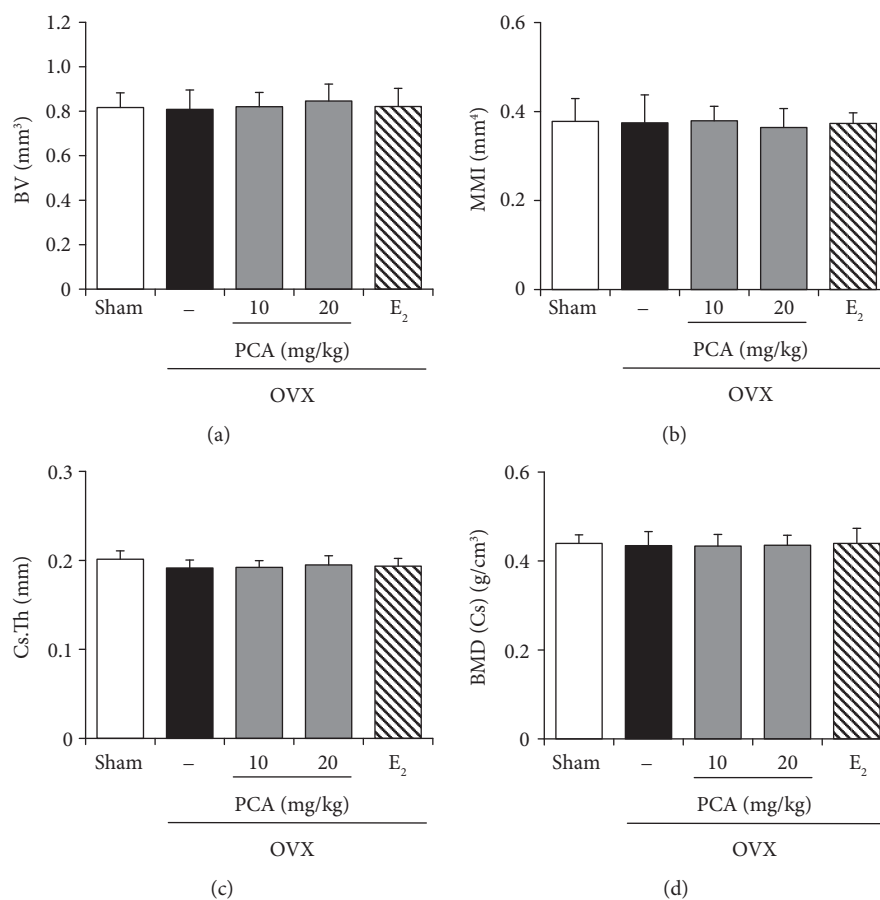 BV (mm³)
1.2
1.0
0.8
0.6
0.4
0.2
0
Sham – 10 20 E₂
PCA (mg/kg)
OVX
(a)
MMI (mm⁴)
0.6
0.4
0.2
0
Sham – 10 20 E₂
PCA (mg/kg)
OVX
(b)
Cs.Th (mm)
0.3
0.2
0.1
0
Sham – 10 20 E₂
PCA (mg/kg)
OVX
(c)
BMD (Cs) (g/cm³)
0.6
0.4
0.2
0
Sham – 10 20 E₂
PCA (mg/kg)
OVX
(d)